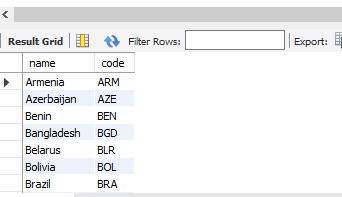 Result Grid Filter Rows: Export:
name code
Armenia ARM
Azerbaijan AZE
Benin BEN
Bangladesh BGD
Belarus BLR
Bolivia BOL
Brazil BRA